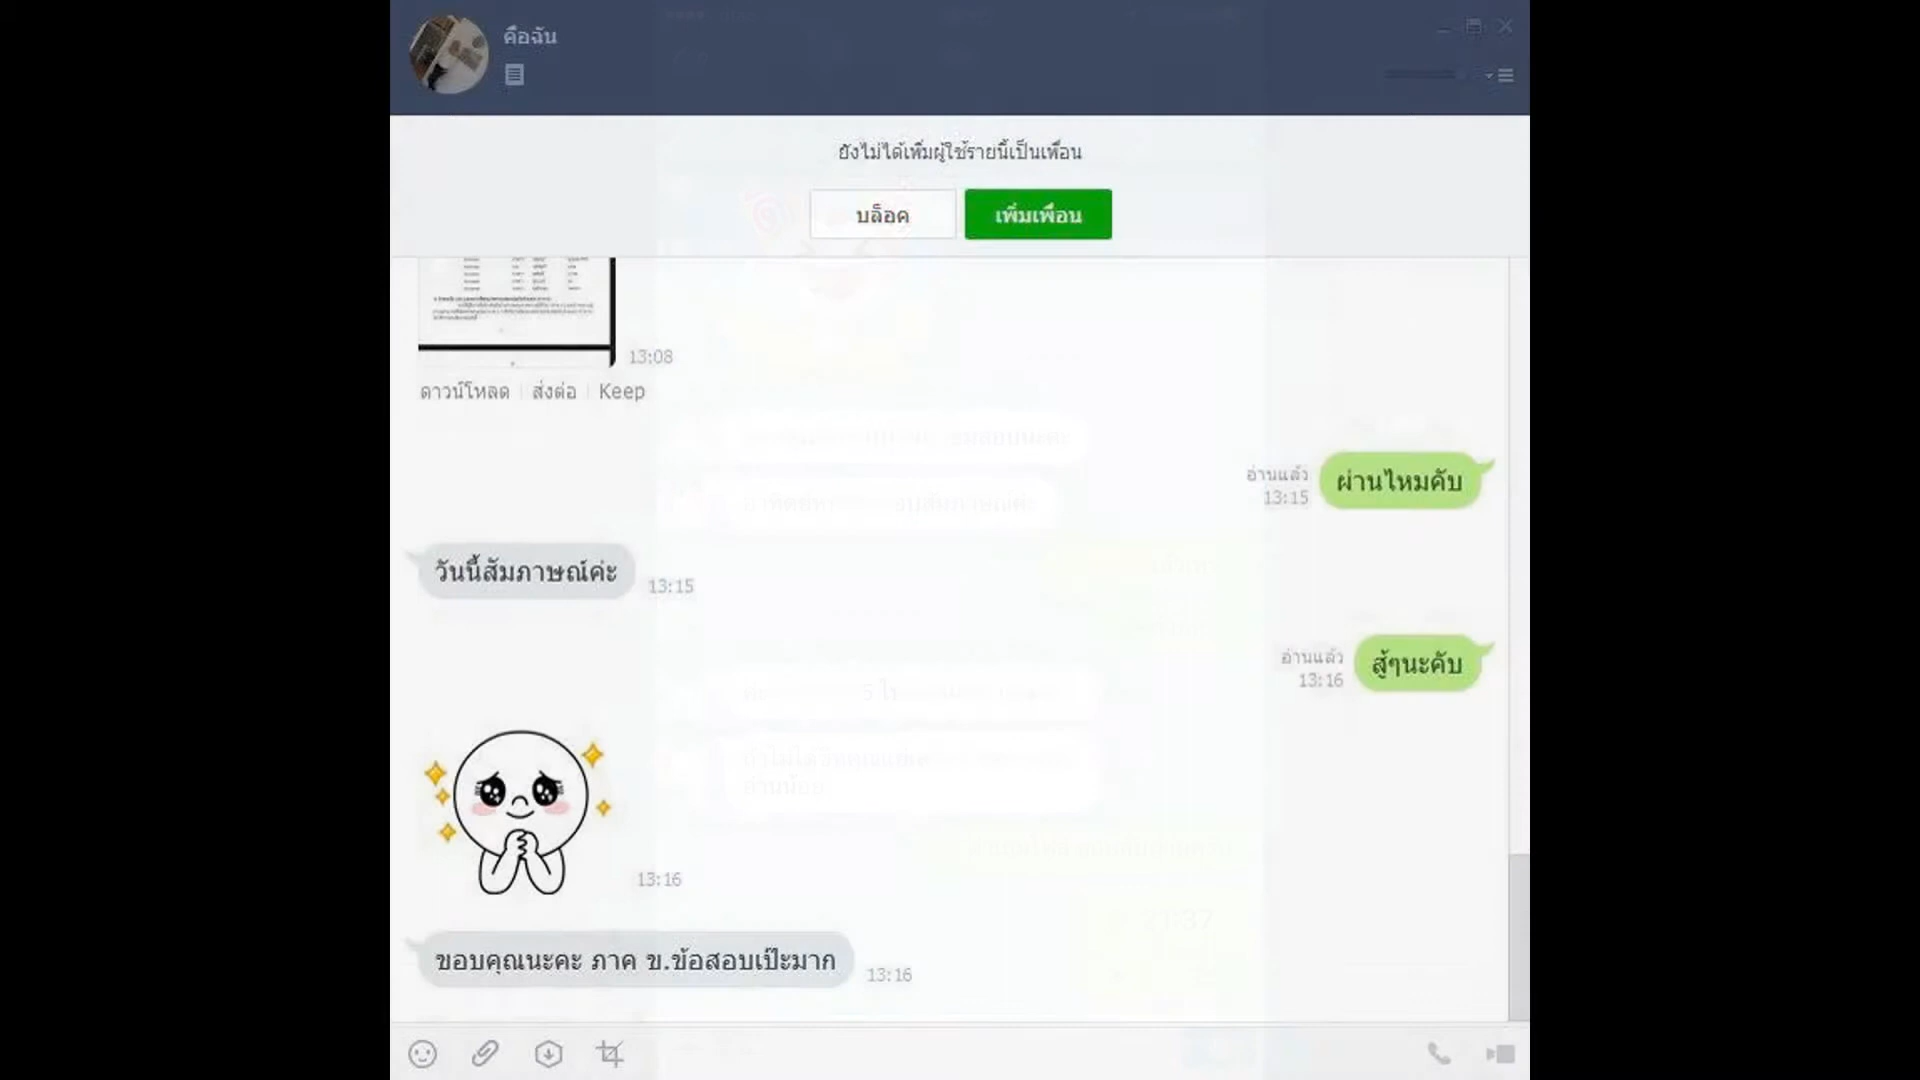 คือฉัน
ยังไม่ได้เพิ่มผู้ใช้รายนี้เป็นเพื่อน
บล็อค
เพิ่มเพื่อน
13:08
ดาวน์โหลด
ส่งต่อ
Keep
อ่านแล้ว
13:15
ผ่านไหมคับ
วันนี้สัมภาษณ์ค่ะ
13:15
อ่านแล้ว
13:16
สู้ๆนะคับ
13:16
ขอบคุณนะคะ ภาค ข.ข้อสอบเป๊ะมาก
13:16